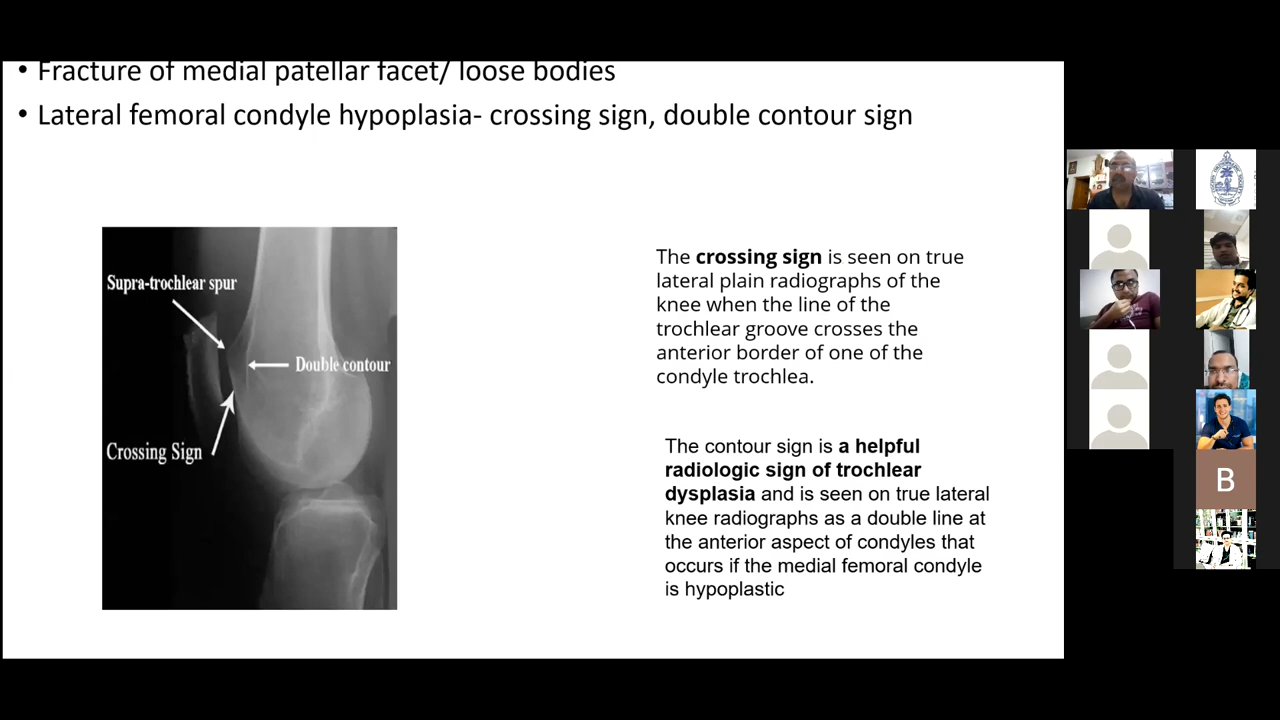 • Fracture of medial patellar facet/ loose bodies
• Lateral femoral condyle hypoplasia- crossing sign, double contour sign
Supra-trochlear spur
Double contour
Crossing Sign
The crossing sign is seen on true
lateral plain radiographs of the
knee when the line of the
trochlear groove crosses the
anterior border of one of the
condyle trochlea.
The contour sign is a helpful
radiologic sign of trochlear
dysplasia and is seen on true lateral
knee radiographs as a double line at
the anterior aspect of condyles that
occurs if the medial femoral condyle
is hypoplastic
B